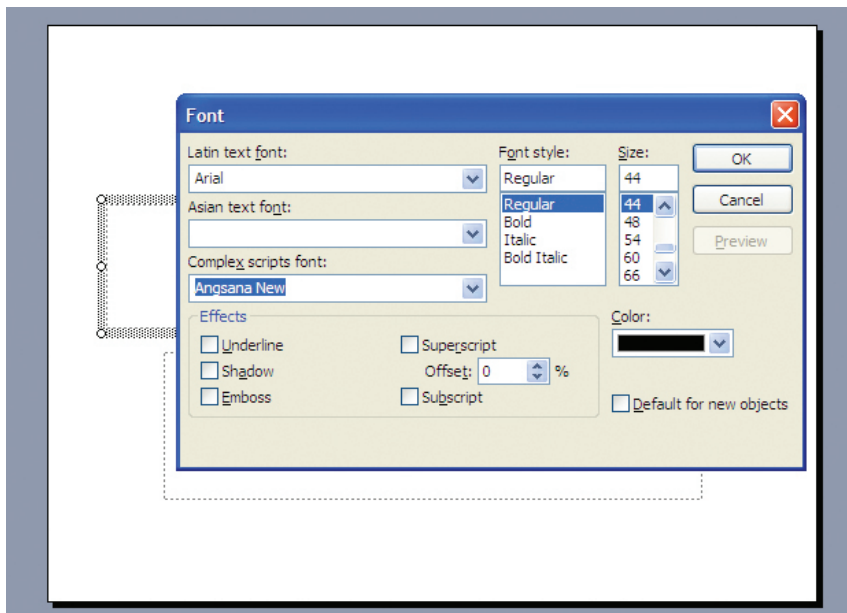 Font
Latin text font:
Arial
Asian text font:
Complex scripts font:
Angsana New
Font style:
Regular
Regular
Bold
Italic
Bold Italic
Size:
44
44
48
54
60
66
OK
Cancel
Preview
Effects
Underline
Shadow
Emboss
Superscript
Offset: 0 %
Subscript
Color:
Default for new objects